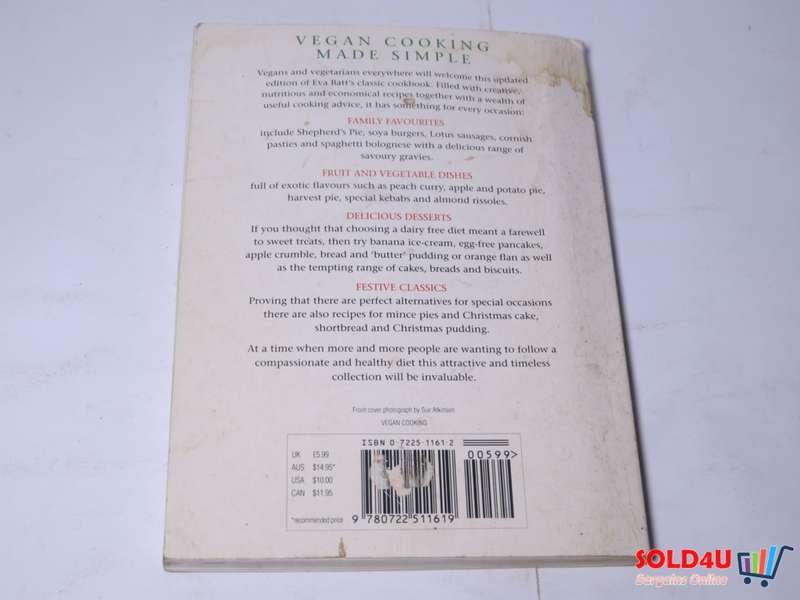 VEGAN COOKING
MADE SIMPLE
Vegans and vegetarians everywhere will welcome this updated
edition of Eva Batt's classic cookbook. Filled with creative,
nutritious and economical recipes together with a wealth of
useful cooking advice, it has something for every occasion:
FAMILY FAVOURITES
include Shepherd's Pie, soya burgers, Lotus sausages, cornish
pasties and spaghetti bolognese with a delicious range of
savoury gravies.
FRUIT AND VEGETABLE DISHES
full of exotic flavours such as peach curry, apple and potato pie,
harvest pie, special kebabs and almond rissoles.
DELICIOUS DESSERTS
If you thought that choosing a dairy free diet meant a farewell
to sweet treats, then try banana ice-cream, egg-free pancakes,
apple crumble, bread and 'butter' pudding or orange flan as well
as the tempting range of cakes, breads and biscuits.
FESTIVE CLASSICS
Proving that there are perfect alternatives for special occasions
there are also recipes for mince pies and Christmas cake,
shortbread and Christmas pudding.
At a time when more and more people are wanting to follow a
compassionate and healthy diet this attractive and timeless
collection will be invaluable.
Front cover photograph by Sue Atkinson
VEGAN COOKING
ISBN 0-7225-1161-2
UK £5.99
AUS $14.95*
USA $10.00
CAN $11.95
*recommended price
00599>
9 780722 511619
SOLD4U
Bargains Online